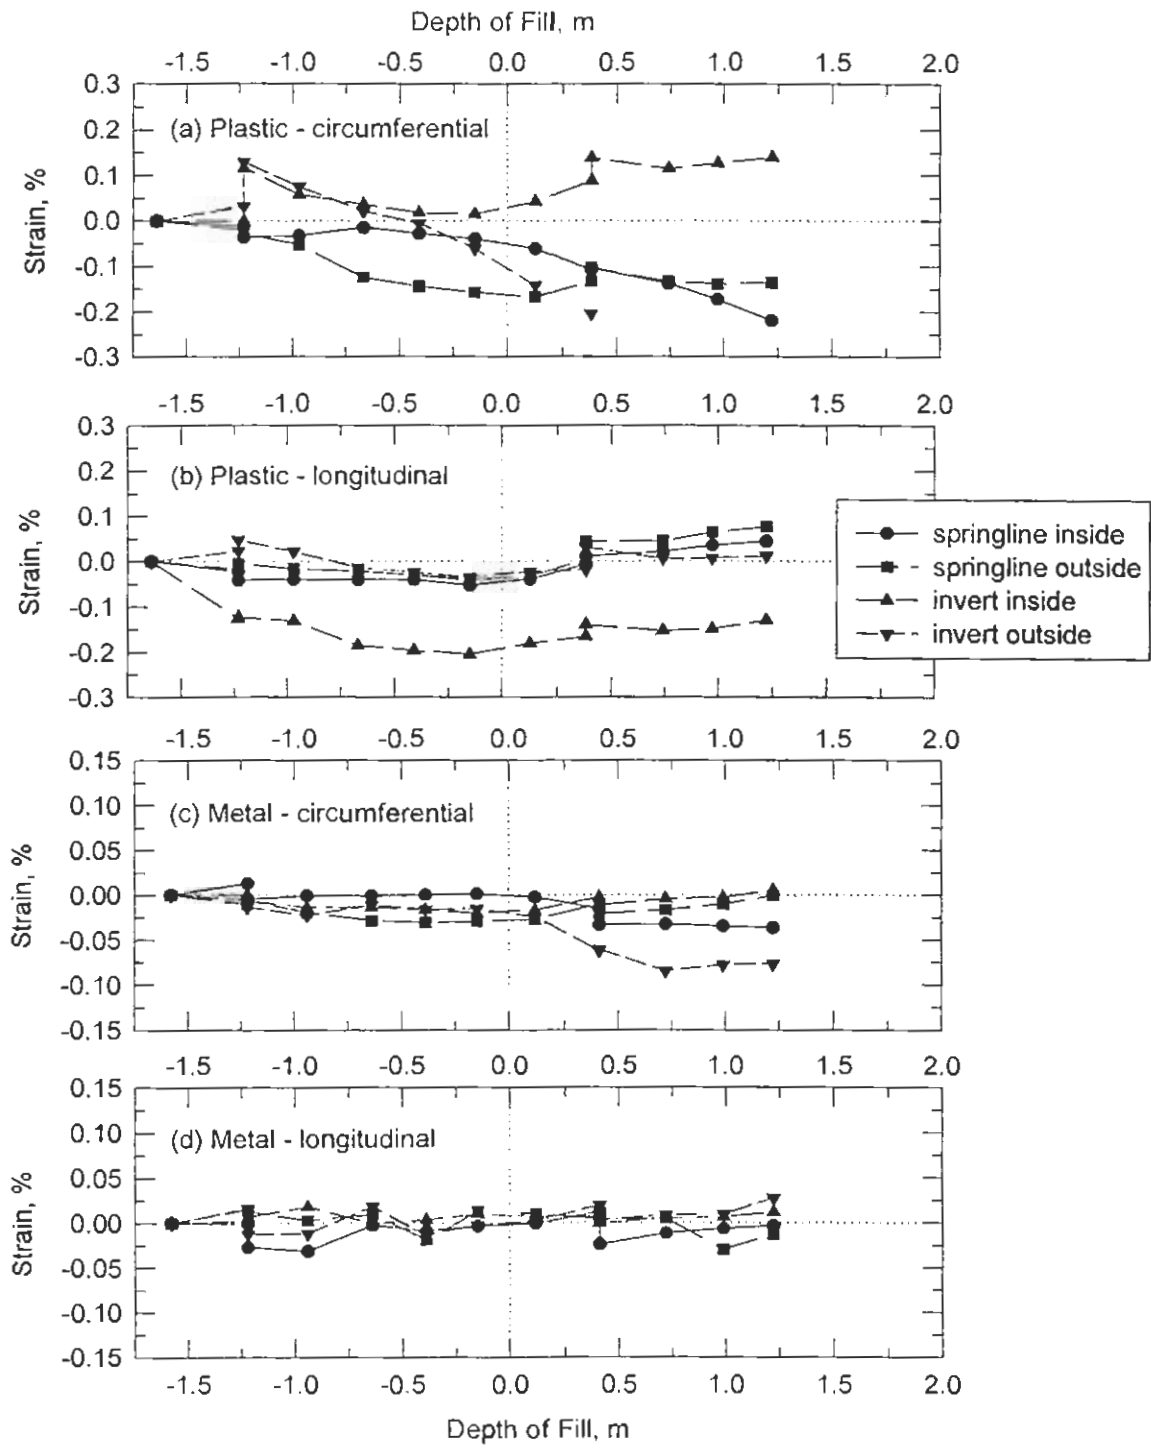 Depth of Fill, m
-1.5 -1.0 -0.5 0.0 0.5 1.0 1.5 2.0
0.3
(a) Plastic - circumferential
0.2
0.1
0.0
-0.1
-0.2
-0.3
Strain, %
-1.5 -1.0 -0.5 0.0 0.5 1.0 1.5 2.0
0.3
(b) Plastic - longitudinal
0.2
0.1
0.0
-0.1
-0.2
-0.3
Strain, %
springline inside
springline outside
invert inside
invert outside
-1.5 -1.0 -0.5 0.0 0.5 1.0 1.5 2.0
0.15
0.10
(c) Metal - circumferential
0.05
0.00
-0.05
-0.10
-0.15
Strain, %
-1.5 -1.0 -0.5 0.0 0.5 1.0 1.5 2.0
0.15
0.10
(d) Metal - longitudinal
0.05
0.00
-0.05
-0.10
-0.15
Strain, %
-1.5 -1.0 -0.5 0.0 0.5 1.0 1.5 2.0
Depth of Fill, m